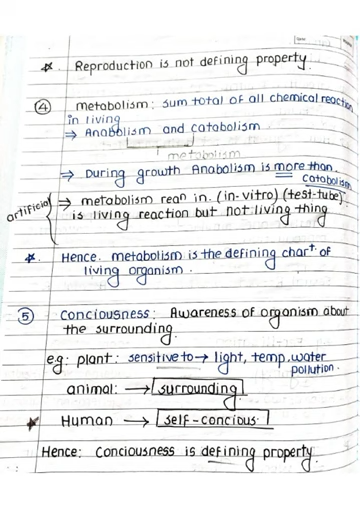 * Reproduction is not defining property.
④ metabolism: sum total of all chemical reaction
in living
⇒ Anabolism and catabolism
metabolism
⇒ During growth Anabolism is more than
catabolism
artificial
→ metabolism rean in. (in-vitro) (test-tube).
is living reaction but not living thing
* Hence. metabolism is the defining chart. of
living organism.
⑤ Conciousness: Awareness of organism about
the surrounding.
eg: plant: sensitive to → light, temp, water
pollution.
animal: → surrounding
* Human → self-concious.
Hence: Conciousness is defining property.